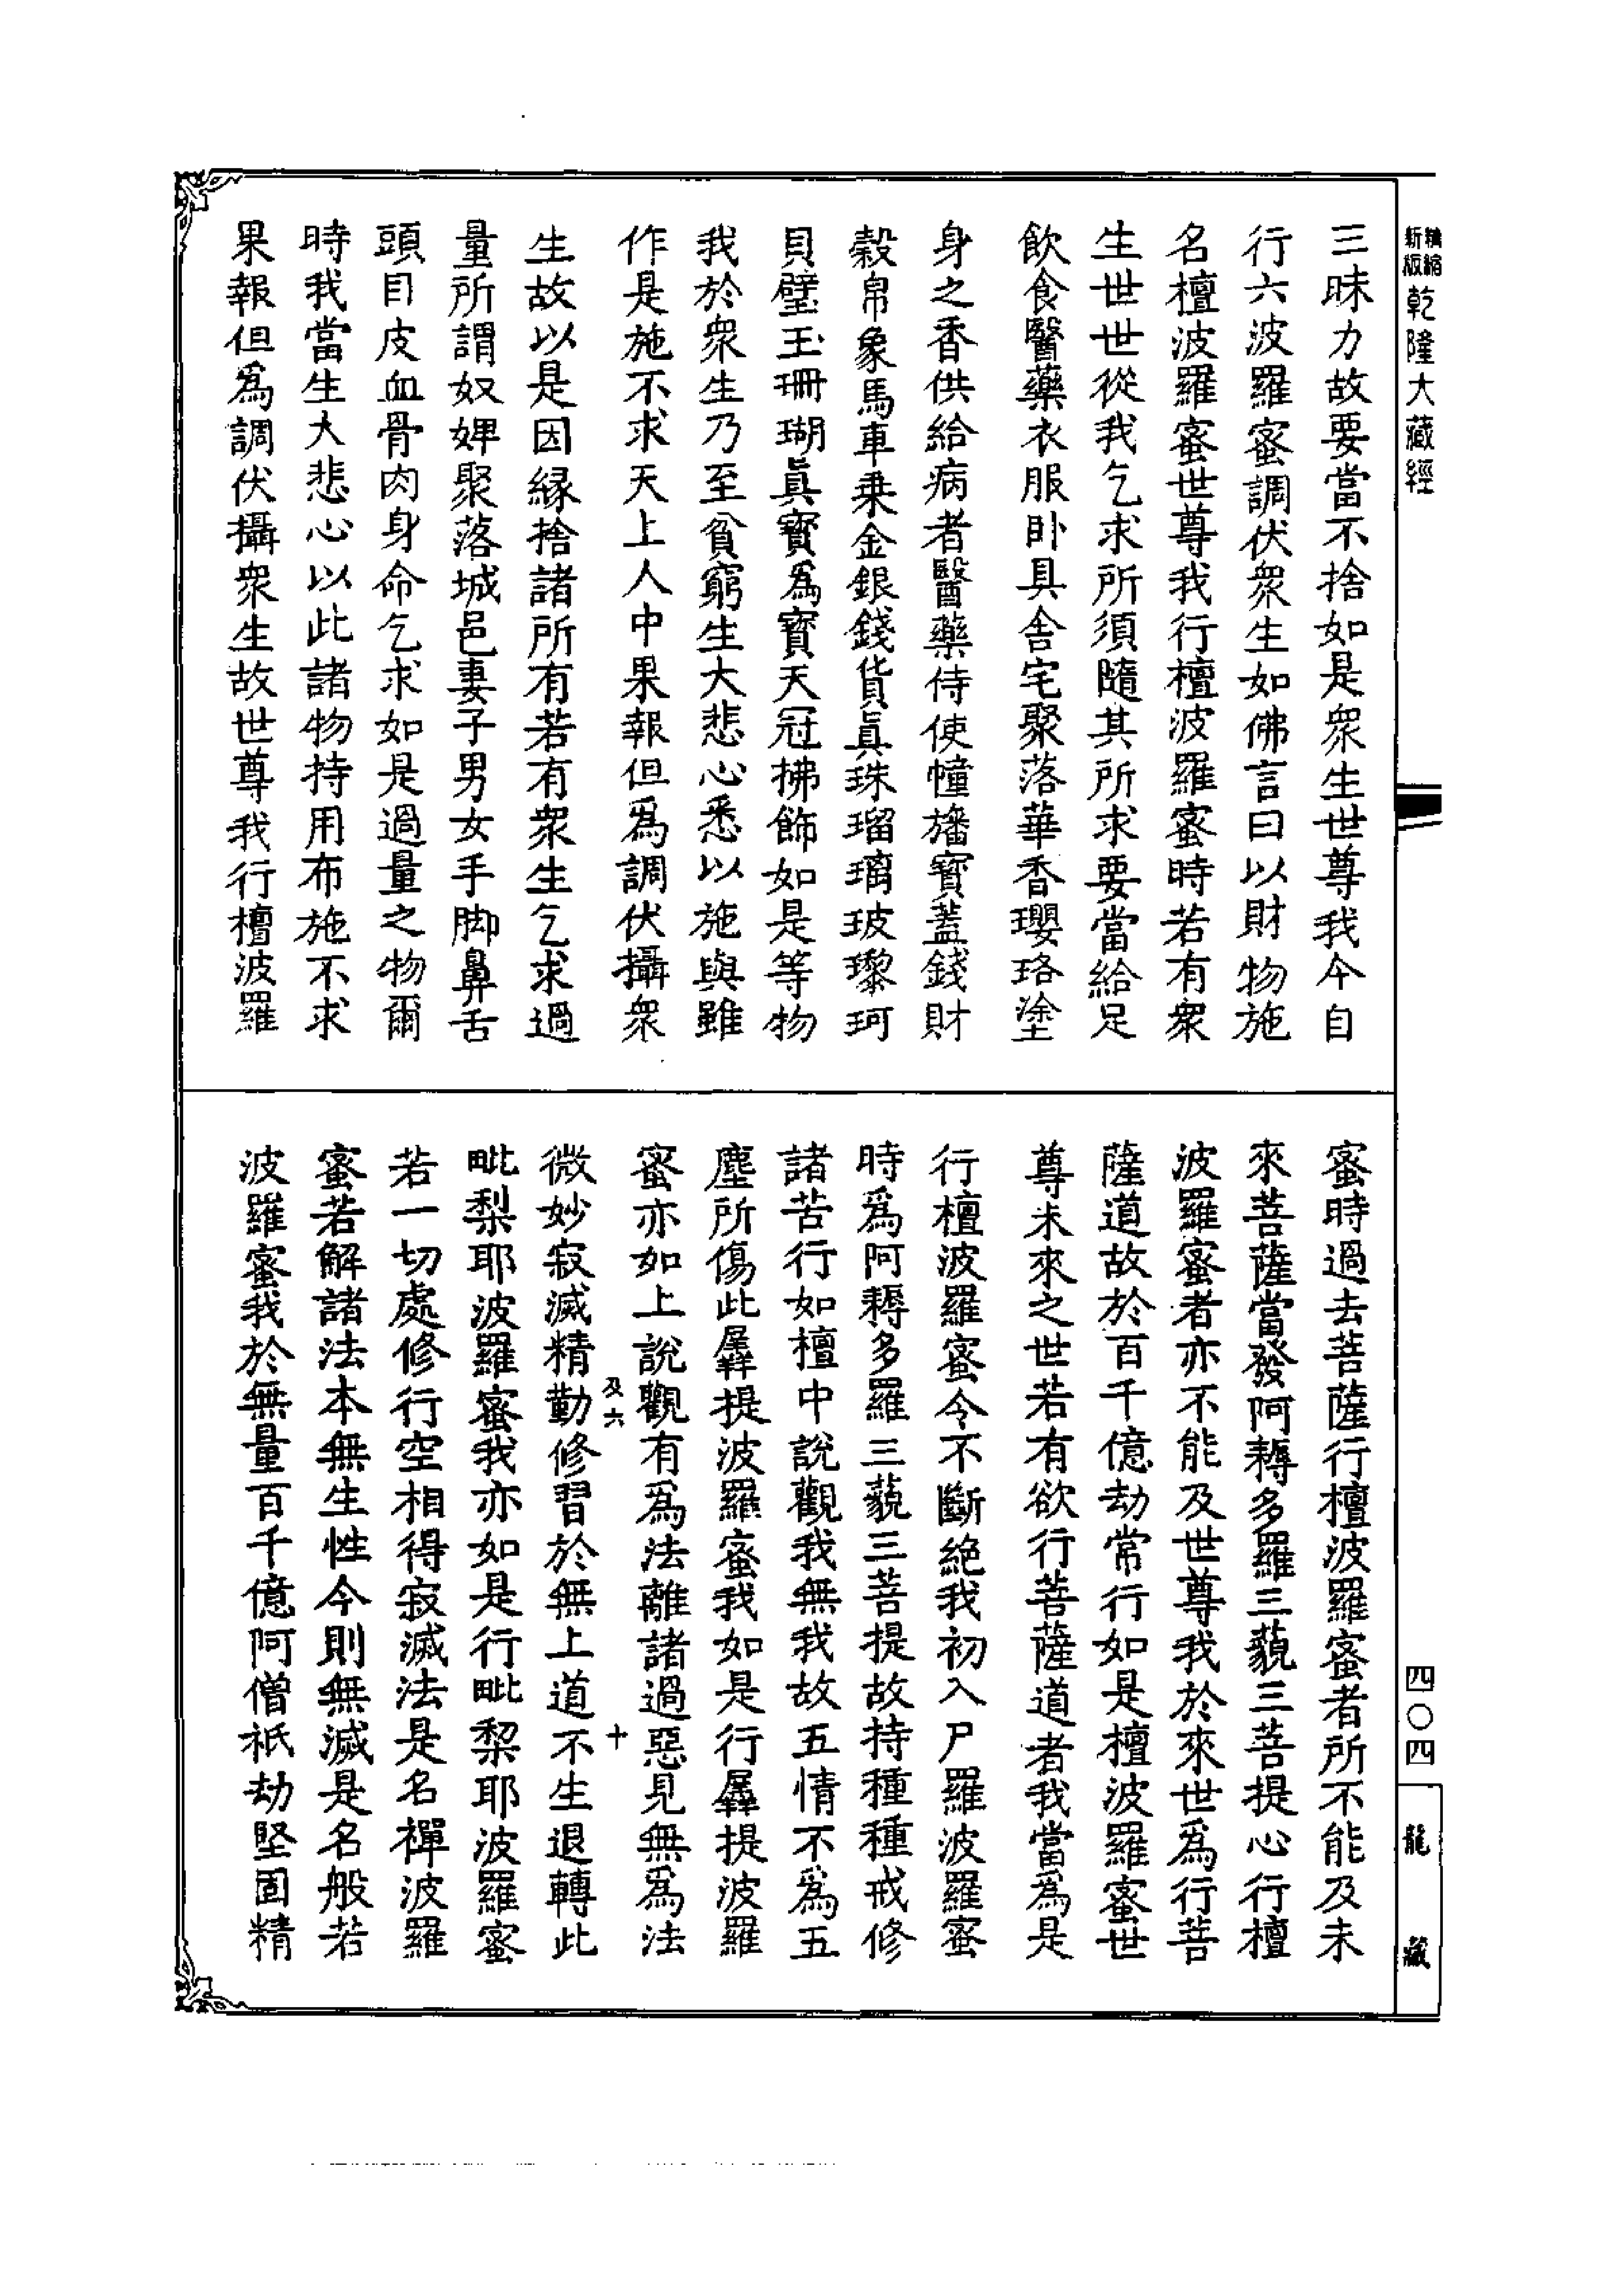 精縮
新版
乾隆大藏經
三昧力故要當不捨如是衆生世尊我今自
行六波羅蜜調伏衆生如佛言曰以財物施
名檀波羅蜜世尊我行檀波羅蜜時若有衆
生世世從我乞求所須隨其所求要當給足
飲食醫藥衣服卧具舍宅聚落華香瓔珞塗
身之香供給病者醫藥侍使幢旛寶蓋錢財
穀帛象馬車乗金銀錢貨眞珠瑠璃玻瓈珂
貝璧玉珊瑚眞寶爲寶天冠拂飾如是等物
我於衆生乃至貧窮生大悲心悉以施與雖
作是施不求天上人中果報但爲調伏攝衆
生故以是因緣捨諸所有若有衆生乞求過
量所謂奴婢聚落城邑妻子男女手脚鼻舌
頭目皮血骨肉身命乞求如是過量之物爾
時我當生大悲心以此諸物持用布施不求
果報但爲調伏攝衆生故世尊我行檀波羅
蜜時過去菩薩行檀波羅蜜者所不能及未
來菩薩當發阿耨多羅三藐三菩提心行檀
波羅蜜者亦不能及世尊我於來世爲行菩
薩道故於百千億劫常行如是檀波羅蜜世
尊未來之世若有欲行菩薩道者我當爲是
行檀波羅蜜令不斷絶我初入尸羅波羅蜜
時爲阿耨多羅三藐三菩提故持種種戒修
諸苦行如檀中說觀我無我故五情不爲五
塵所傷此羼提波羅蜜我如是行羼提波羅
蜜亦如上說觀有爲法離諸過惡見無爲法
及六
十
微妙寂滅精勤修習於無上道不生退轉此
毗梨耶波羅蜜我亦如是行毗棃耶波羅蜜
若一切處修行空相得寂滅法是名禪波羅
蜜若解諸法本無生性今則無滅是名般若
波羅蜜我於無量百千億阿僧祇劫堅固精
四〇四
龍藏